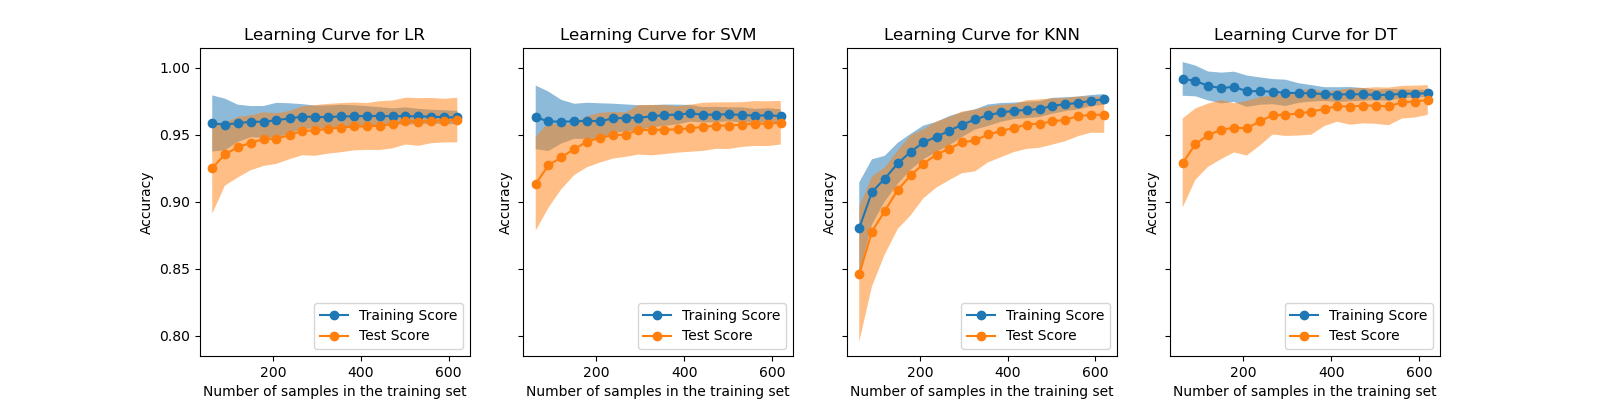 Learning Curve for LR
1.00
0.95
0.90
0.85
0.80
Accuracy
Training Score
Test Score
200 400 600
Number of samples in the training set
Learning Curve for SVM
Accuracy
Training Score
Test Score
200 400 600
Number of samples in the training set
Learning Curve for KNN
Accuracy
Training Score
Test Score
200 400 600
Number of samples in the training set
Learning Curve for DT
Accuracy
Training Score
Test Score
200 400 600
Number of samples in the training set